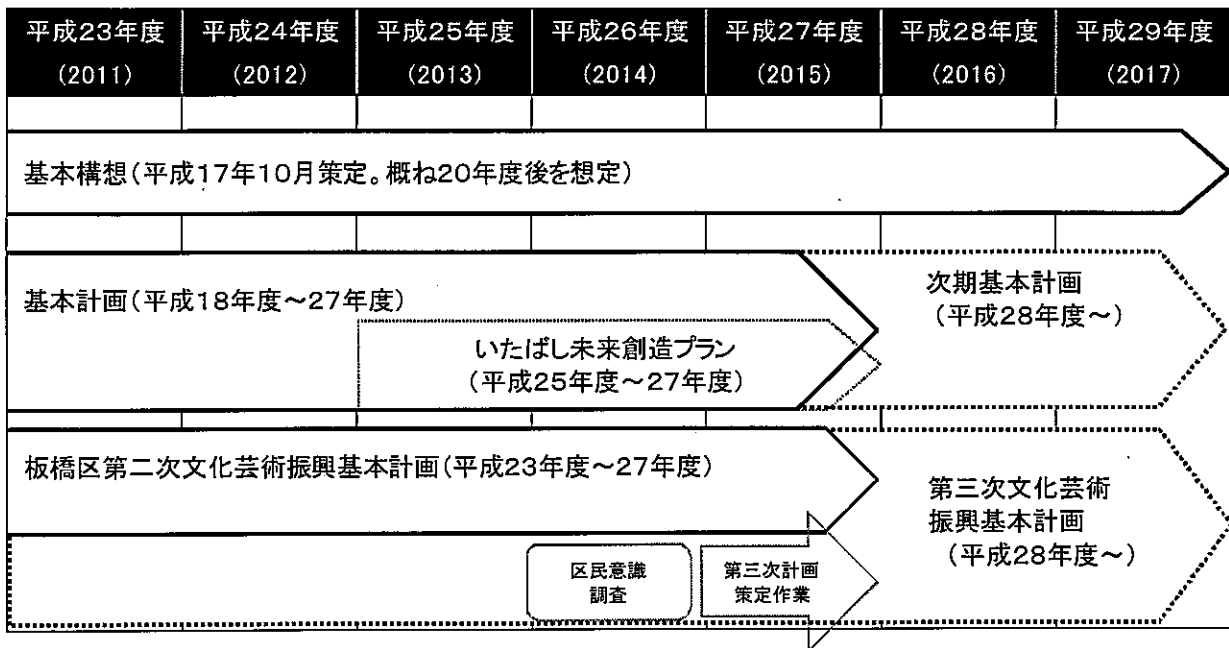 平成23年度 平成24年度 平成25年度 平成26年度 平成27年度 平成28年度 平成29年度
(2011) (2012) (2013) (2014) (2015) (2016) (2017)
基本構想(平成17年10月策定。概ね20年度後を想定)
基本計画(平成18年度～27年度)
次期基本計画
(平成28年度～)
いたばし未来創造プラン
(平成25年度～27年度)
板橋区第二次文化芸術振興基本計画(平成23年度～27年度)
第三次文化芸術
振興基本計画
(平成28年度～)
区民意識
調査
第三次計画
策定作業